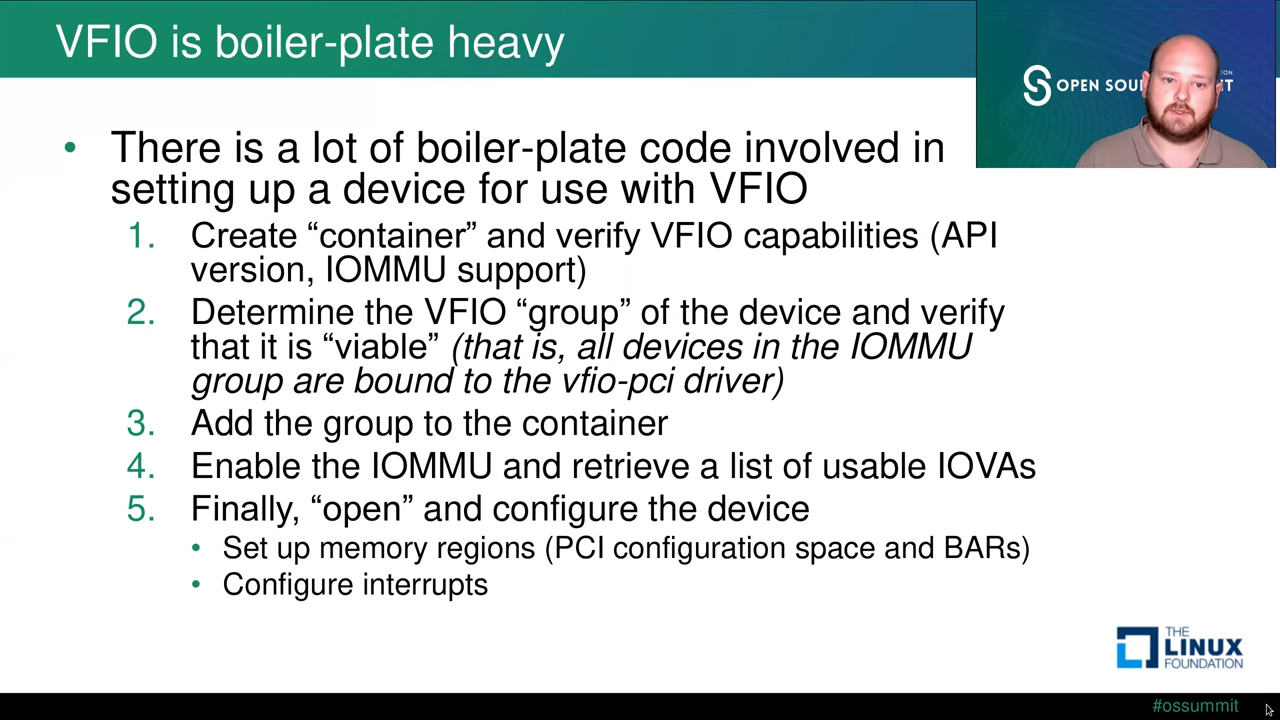 VFIO is boiler-plate heavy
OPEN SOU
ION
IT
• There is a lot of boiler-plate code involved in
setting up a device for use with VFIO
1. Create “container” and verify VFIO capabilities (API
version, IOMMU support)
2. Determine the VFIO “group” of the device and verify
that it is “viable” (that is, all devices in the IOMMU
group are bound to the vfio-pci driver)
3. Add the group to the container
4. Enable the IOMMU and retrieve a list of usable IOVAs
5. Finally, “open” and configure the device
• Set up memory regions (PCI configuration space and BARs)
• Configure interrupts
THE
LINUX
FOUNDATION
#ossummit